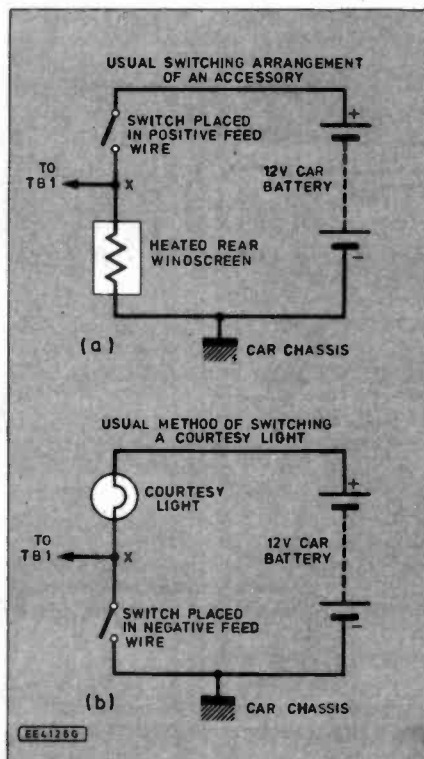 USUAL SWITCHING ARRANGEMENT
OF AN ACCESSORY
SWITCH PLACED
IN POSITIVE FEED
WIRE
+
TO
TB1
X
12V CAR
BATTERY
HEATED REAR
WINDSCREEN
-
(a)
CAR CHASSIS
USUAL METHOD OF SWITCHING
A COURTESY LIGHT
+
COURTESY
LIGHT
TO
TB1
X
12V CAR
BATTERY
SWITCH PLACED
IN NEGATIVE FEED
WIRE
-
(b)
CAR CHASSIS
EE4126G